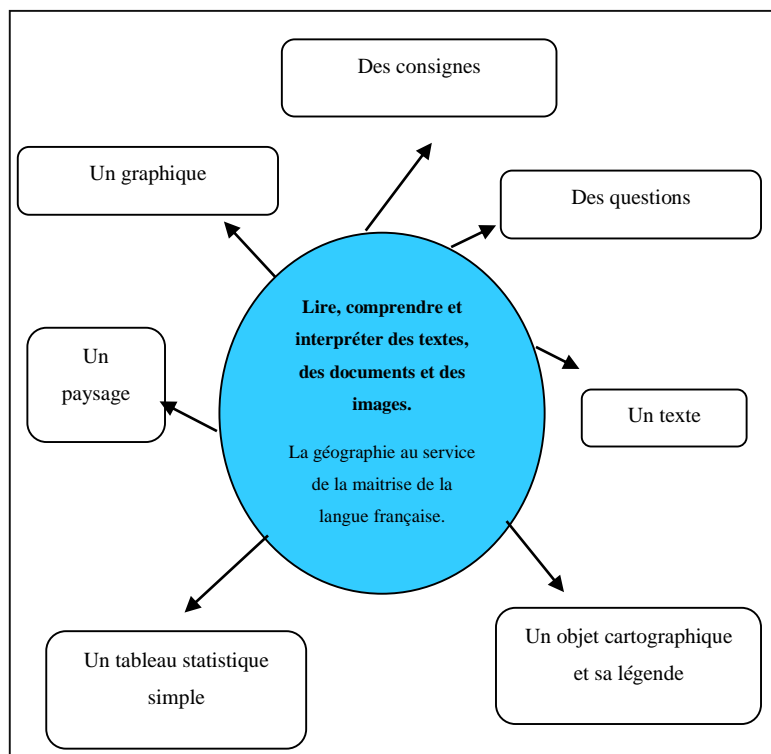 Des consignes
Un graphique
Des questions
Lire, comprendre et
interpréter des textes,
des documents et des
images.
La géographie au service
de la maitrise de la
langue française.
Un
paysage
Un texte
Un objet cartographique
et sa légende
Un tableau statistique
simple